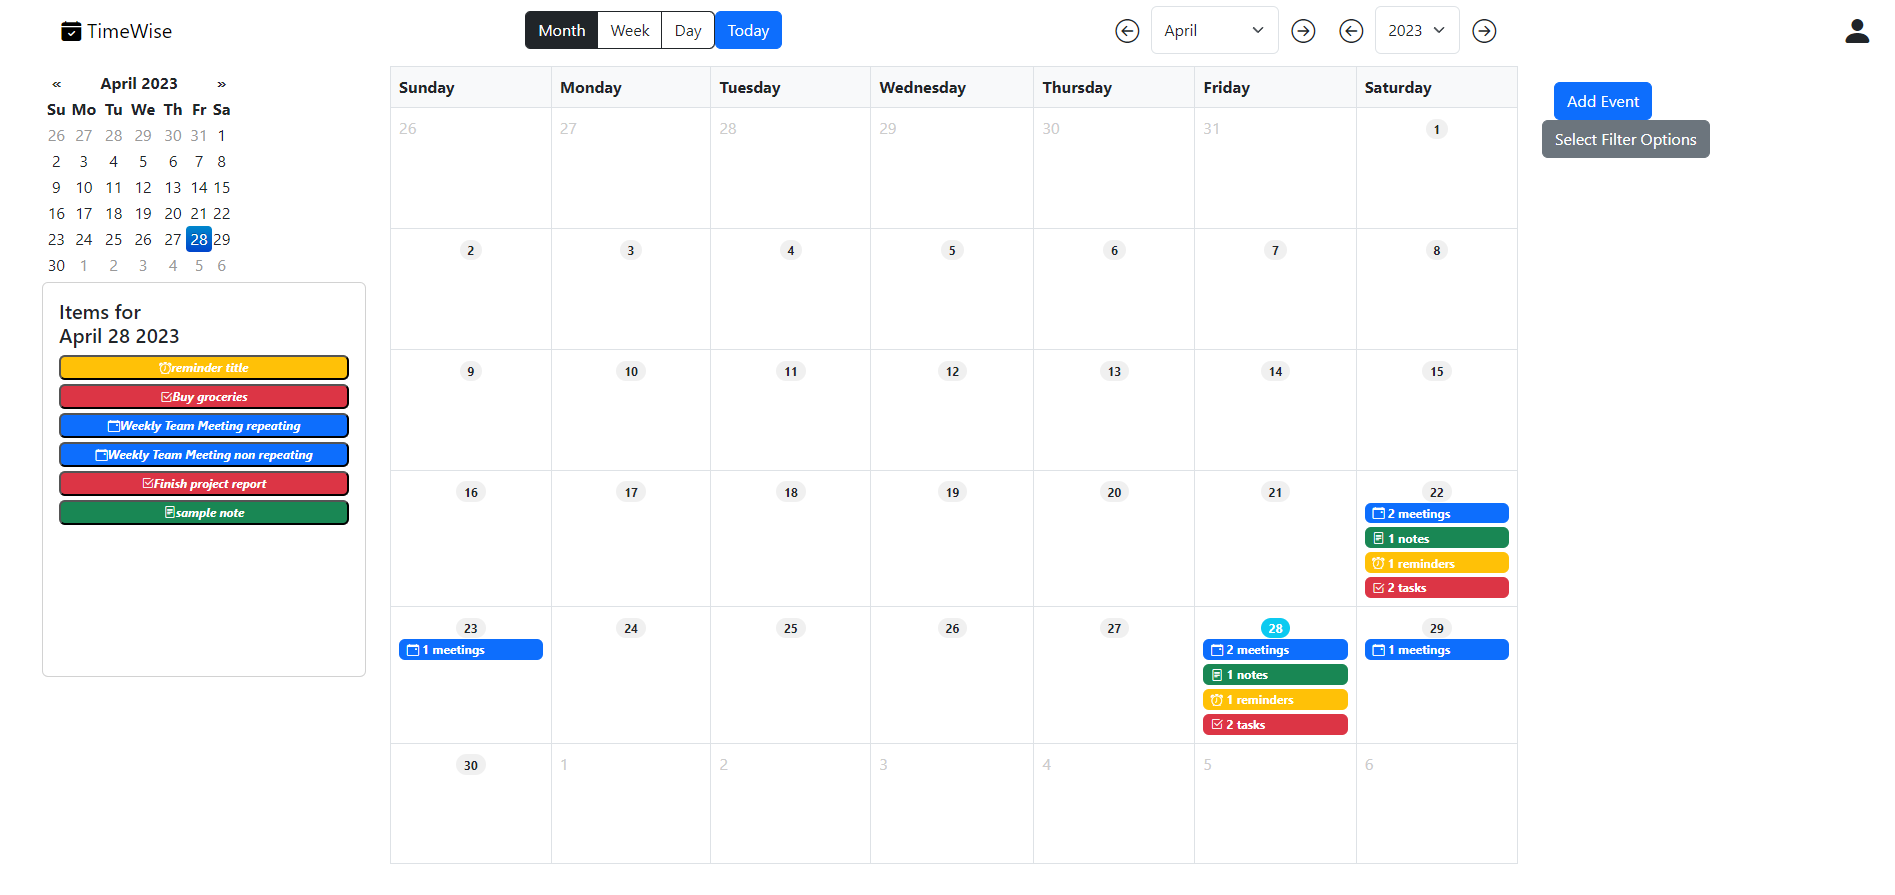 TimeWise
Month Week Day Today
April 2023
« April 2023 »
Su Mo Tu We Th Fr Sa
26 27 28 29 30 31 1
2 3 4 5 6 7 8
9 10 11 12 13 14 15
16 17 18 19 20 21 22
23 24 25 26 27 28 29
30 1 2 3 4 5 6
Items for
April 28 2023
reminder title
Buy groceries
Weekly Team Meeting repeating
Weekly Team Meeting non repeating
Finish project report
sample note
Sunday Monday Tuesday Wednesday Thursday Friday Saturday
26 27 28 29 30 31 1
2 3 4 5 6 7 8
9 10 11 12 13 14 15
16 17 18 19 20 21 22
2 meetings
1 notes
1 reminders
2 tasks
23 24 25 26 27 28 29
1 meetings 2 meetings 1 meetings
1 notes
1 reminders
2 tasks
30 1 2 3 4 5 6
Add Event
Select Filter Options